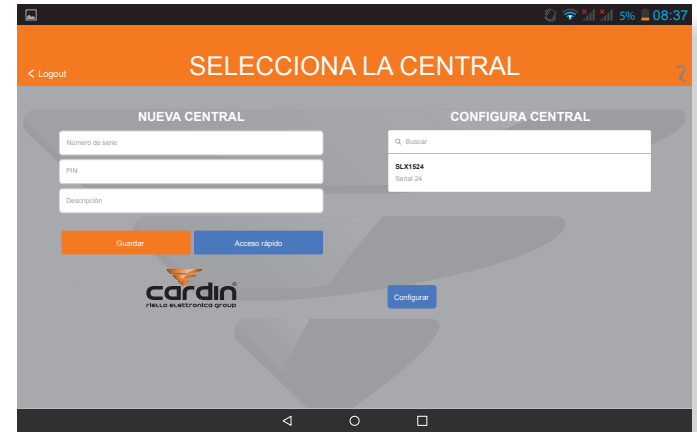 5% 08:37
< Logout
SELECCIONA LA CENTRAL
NUEVA CENTRAL
Número de serie
PIN
Descripción
Guardar
Acceso rápido
cardin®
riello elettronica group
CONFIGURA CENTRAL
Buscar
SLX1524
Serial 24
Configurar